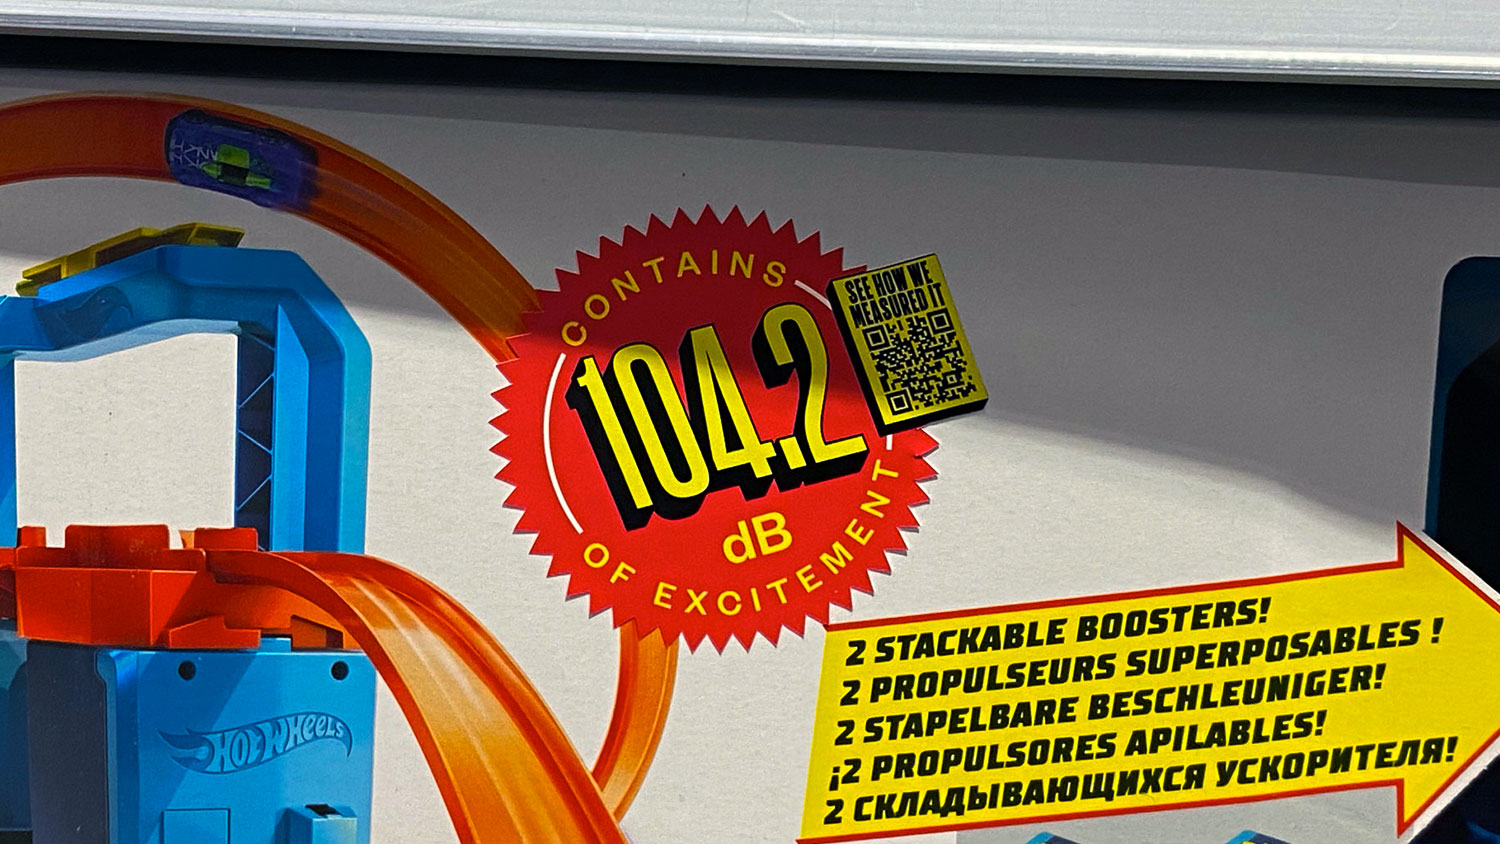 CONTAINS
104.2
dB
OF EXCITEMENT
SEE HOW WE
MEASURED IT
2 STACKABLE BOOSTERS!
2 PROPULSEURS SUPERPOSABLES !
2 STAPELBARE BESCHLEUNIGER!
¡2 PROPULSORES APILABLES!
2 СКЛАДЫВАЮЩИХСЯ УСКОРИТЕЛЯ!
HOT WHEELS